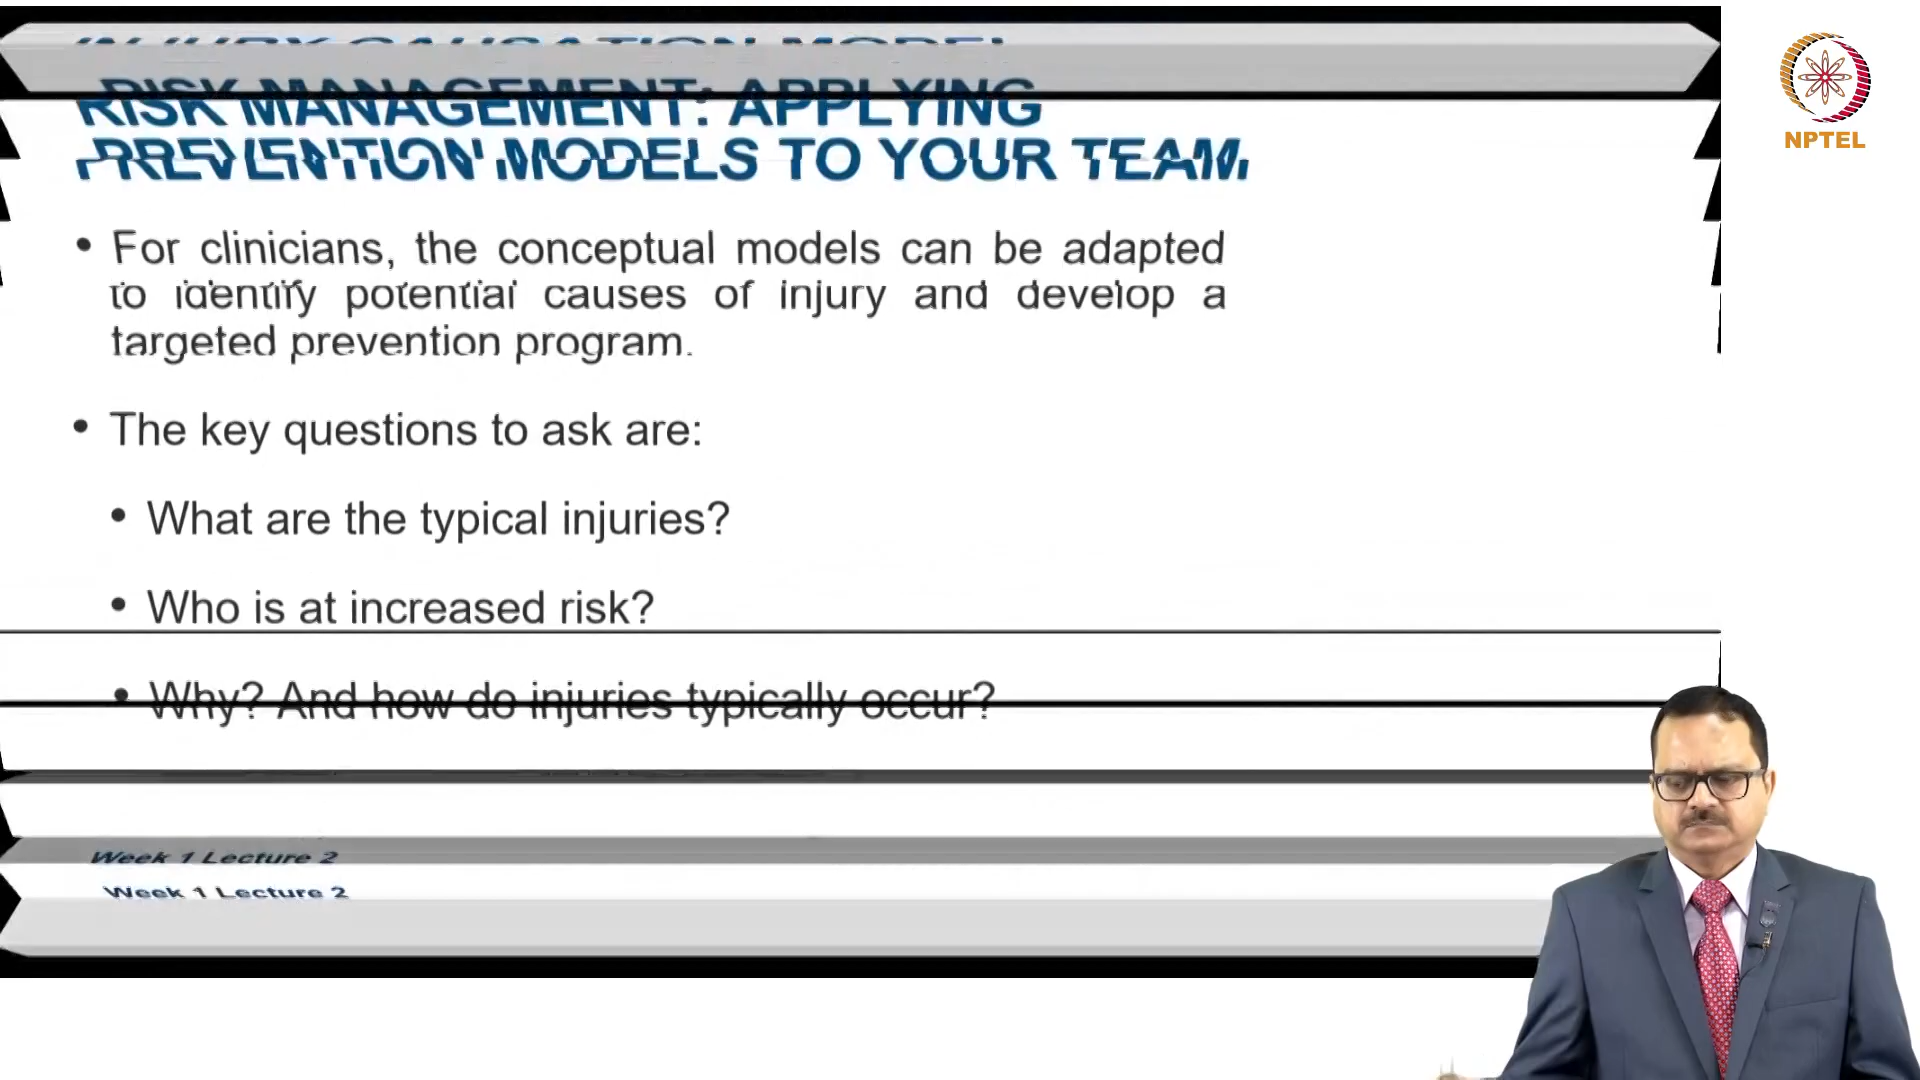 INJURY CAUSATION MODEL
RISK MANAGEMENT: APPLYING
PREVENTION MODELS TO YOUR TEAM
• For clinicians, the conceptual models can be adapted
to identify potential causes of injury and develop a
targeted prevention program.
• The key questions to ask are:
• What are the typical injuries?
• Who is at increased risk?
• Why? And how do injuries typically occur?
Week 1 Lecture 2
Week 1 Lecture 2
NPTEL